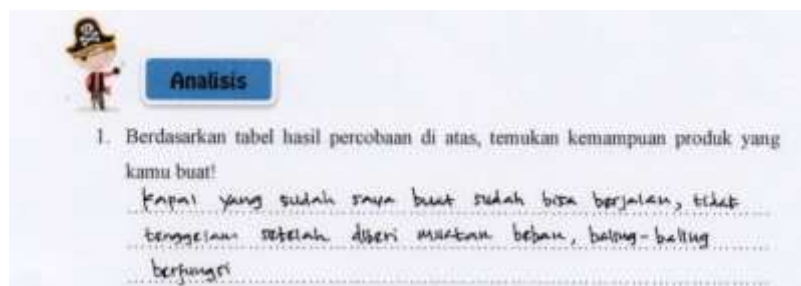 Analisis
1. Berdasarkan tabel hasil percobaan di atas, temukan kemampuan produk yang
kamu buat!
kapal yang sudah saya buat sudah bisa berjalan, tidak
tenggelam setelah diberi muatan beban, baling-baling
berfungsi